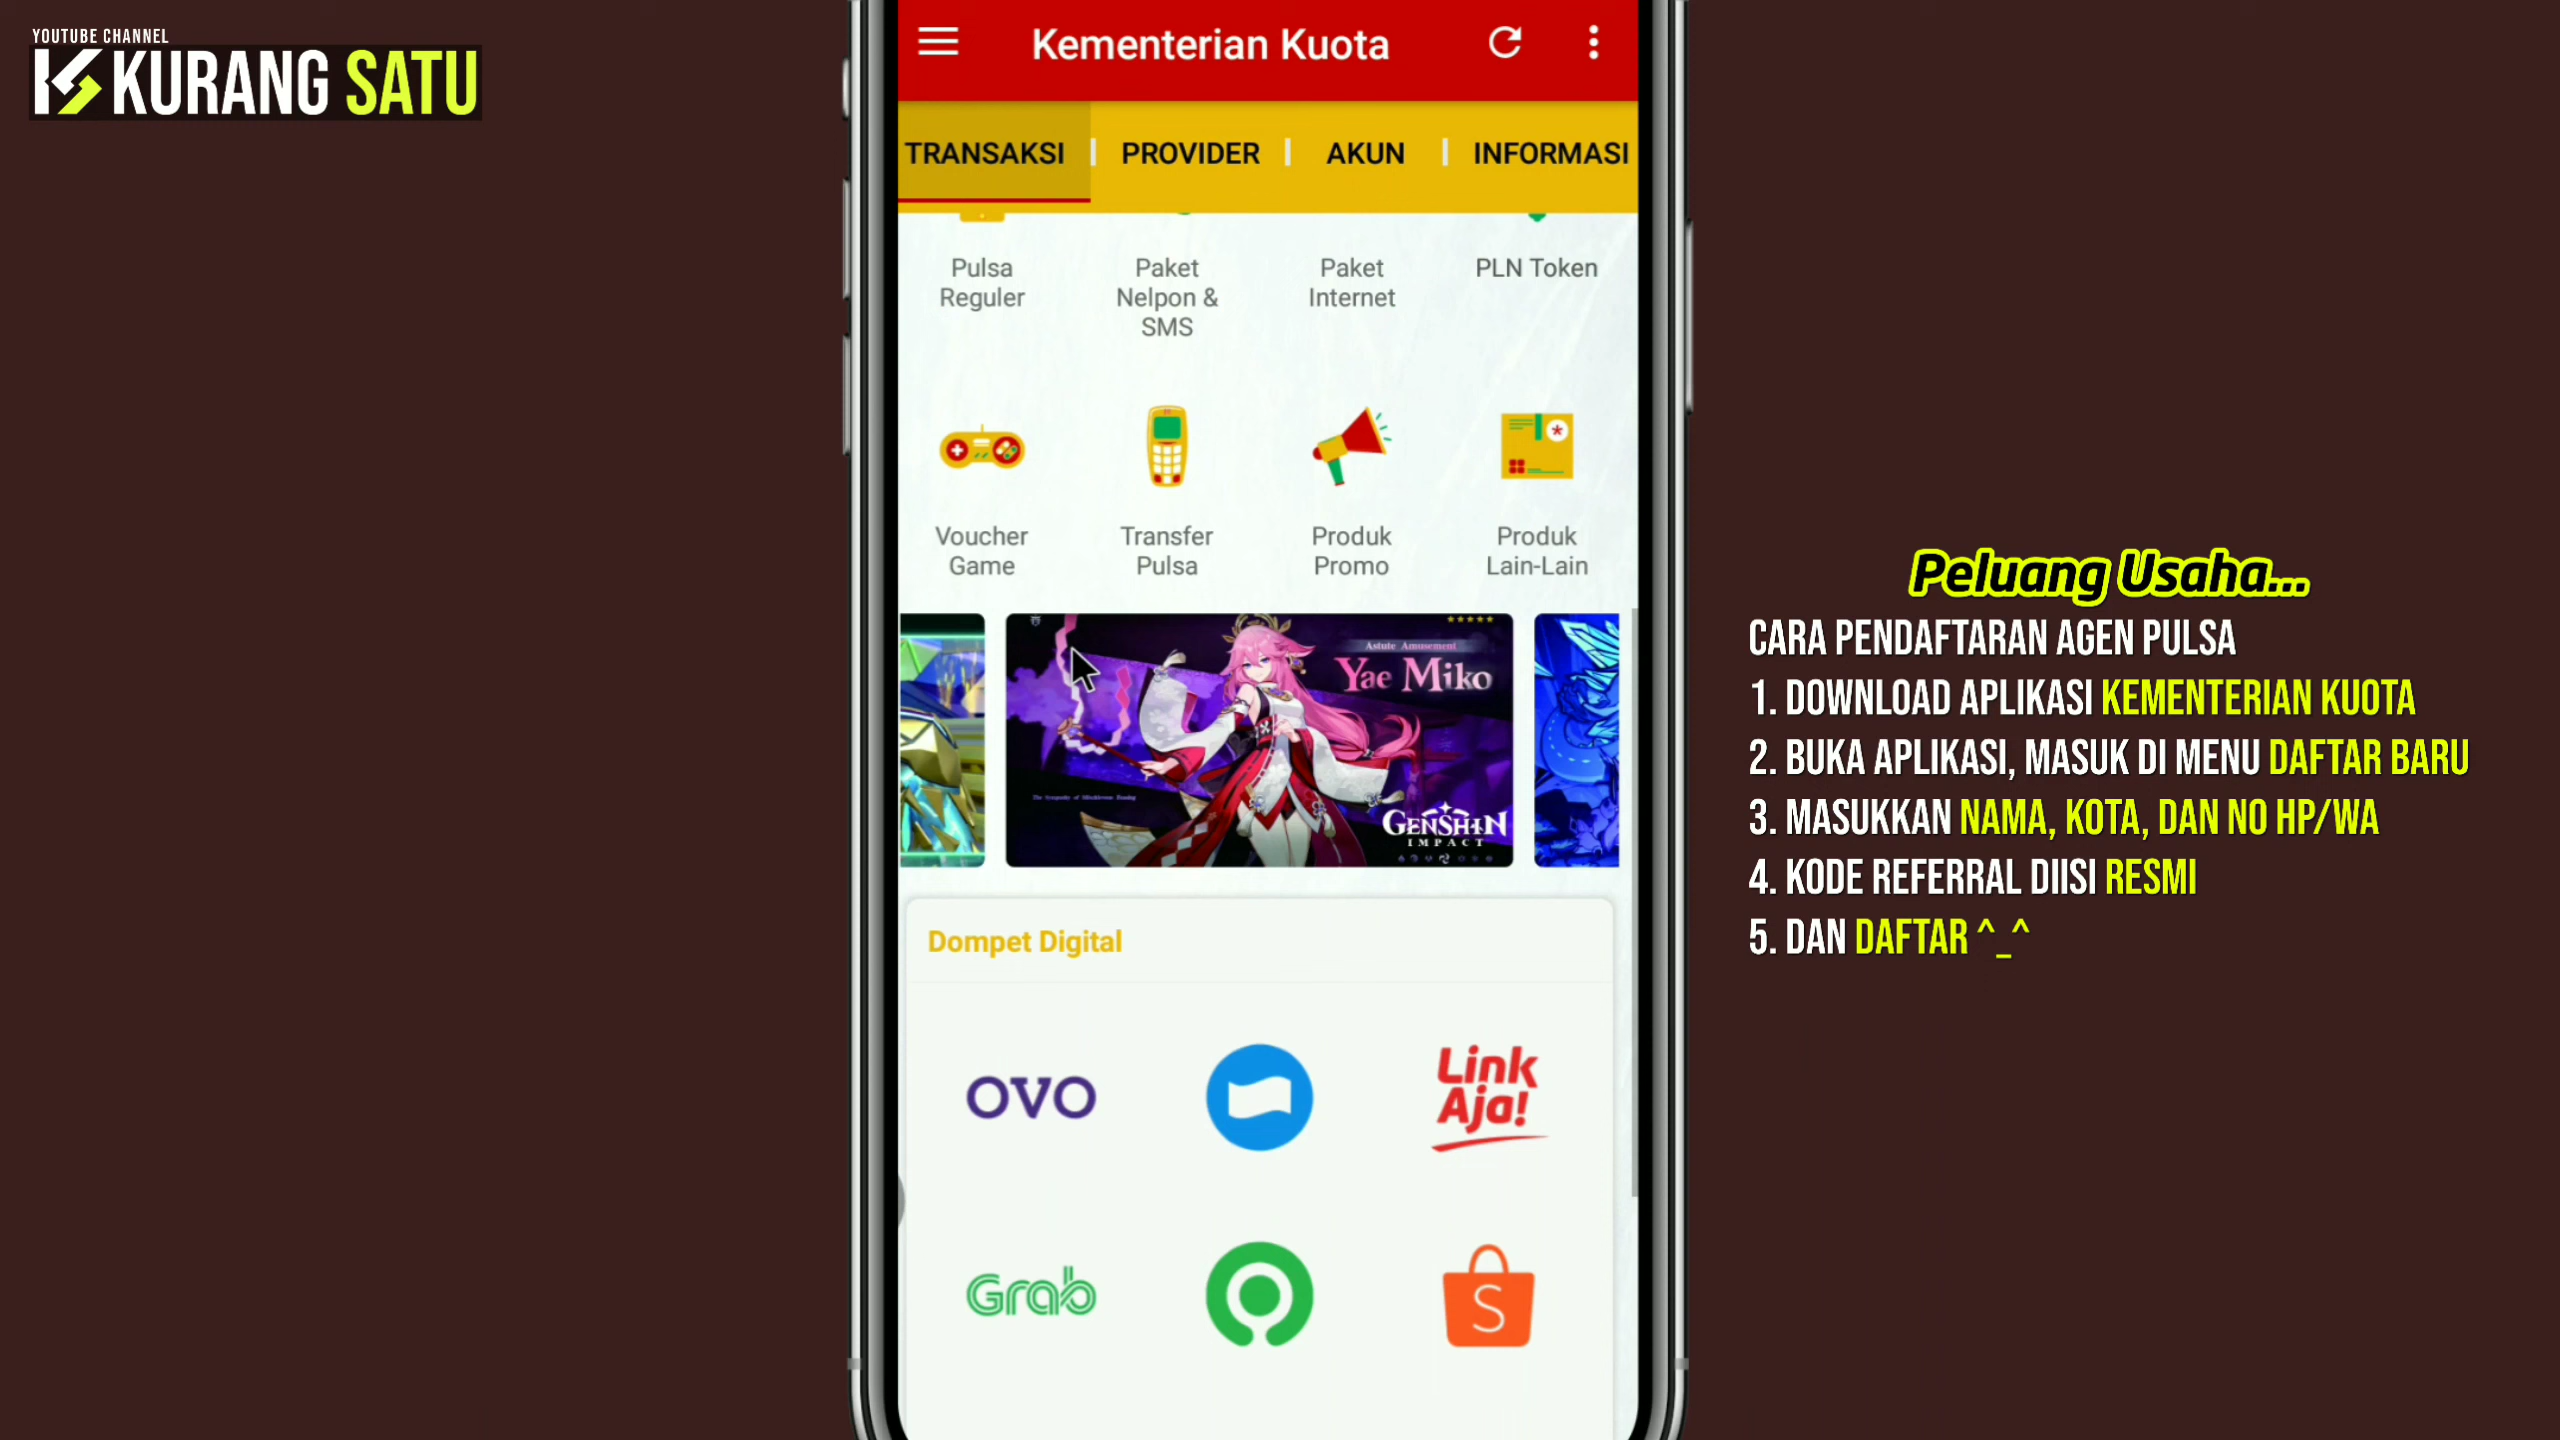 YOUTUBE CHANNEL
KURANG SATU
Kementerian Kuota
TRANSAKSI
PROVIDER
AKUN
INFORMASI
Pulsa
Reguler
Paket
Nelpon &
SMS
Paket
Internet
PLN Token
Voucher
Game
Transfer
Pulsa
Produk
Promo
Produk
Lain-Lain
Astute Amusement
Yae Miko
GENSHIN
IMPACT
Dompet Digital
OVO
Link
Aja!
Grab
S
Peluang Usaha...
CARA PENDAFTARAN AGEN PULSA
1. DOWNLOAD APLIKASI KEMENTERIAN KUOTA
2. BUKA APLIKASI, MASUK DI MENU DAFTAR BARU
3. MASUKKAN NAMA, KOTA, DAN NO HP/WA
4. KODE REFERRAL DIISI RESMI
5. DAN DAFTAR ^_^